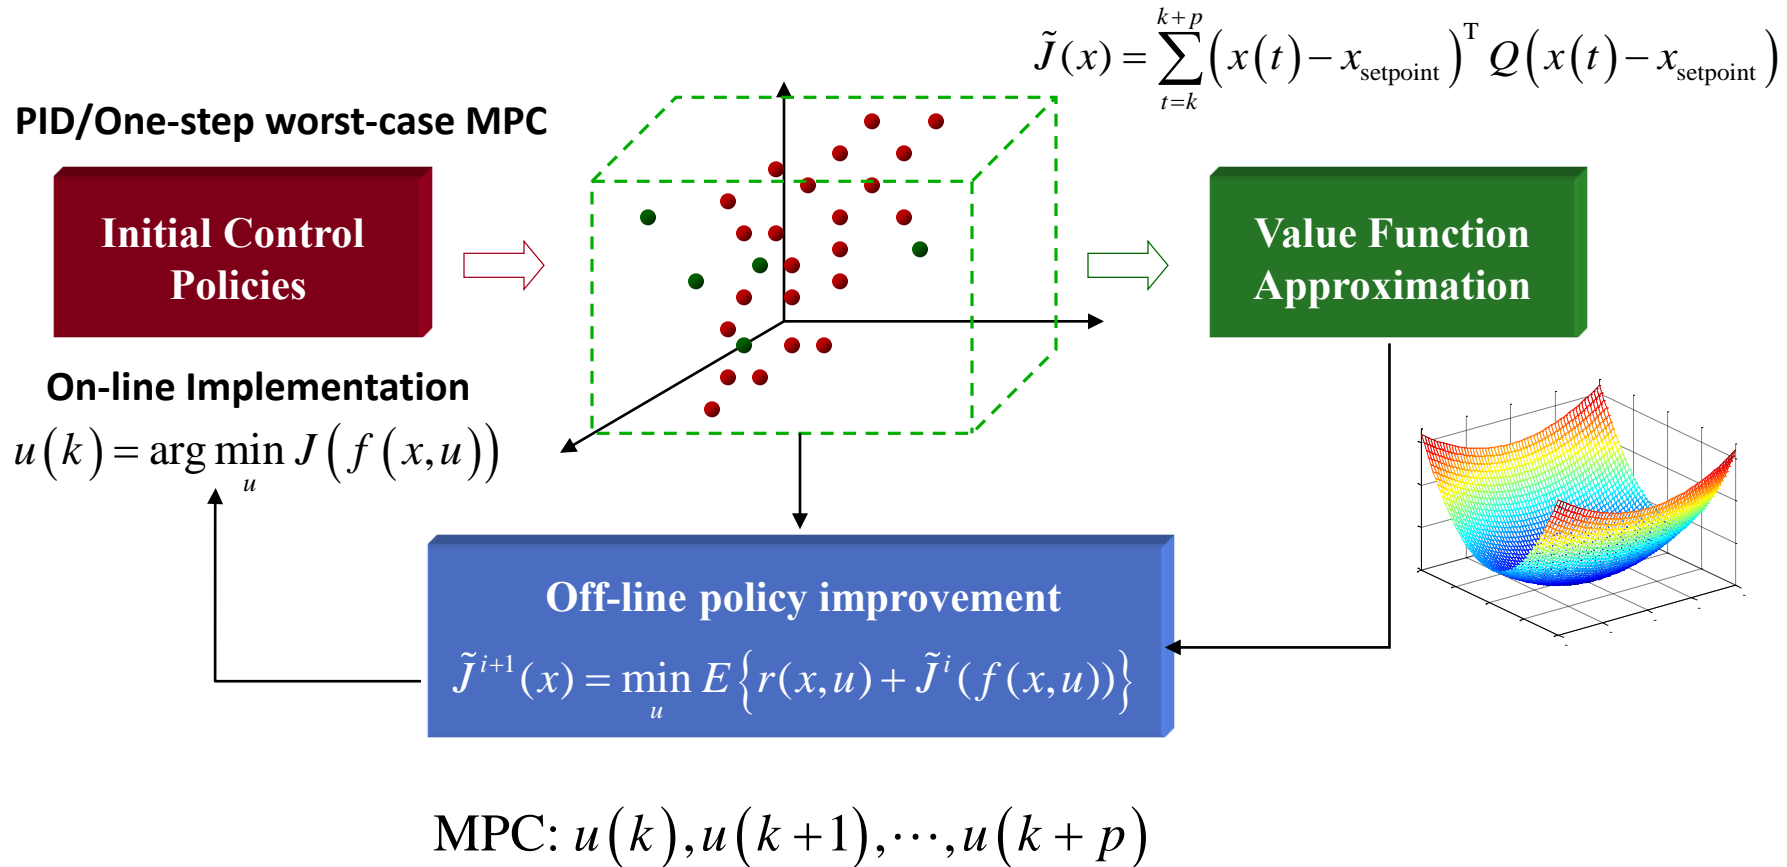 J̃(x) = ∑_{t=k}^{k+p} (x(t) − x_setpoint)^T Q (x(t) − x_setpoint)
PID/One-step worst-case MPC
Initial Control
Policies
Value Function
Approximation
On-line Implementation
u(k) = arg min_u J(f(x,u))
Off-line policy improvement
J̃^{i+1}(x) = min_u E{r(x,u) + J̃^i(f(x,u))}
MPC: u(k), u(k+1), ⋯, u(k+p)